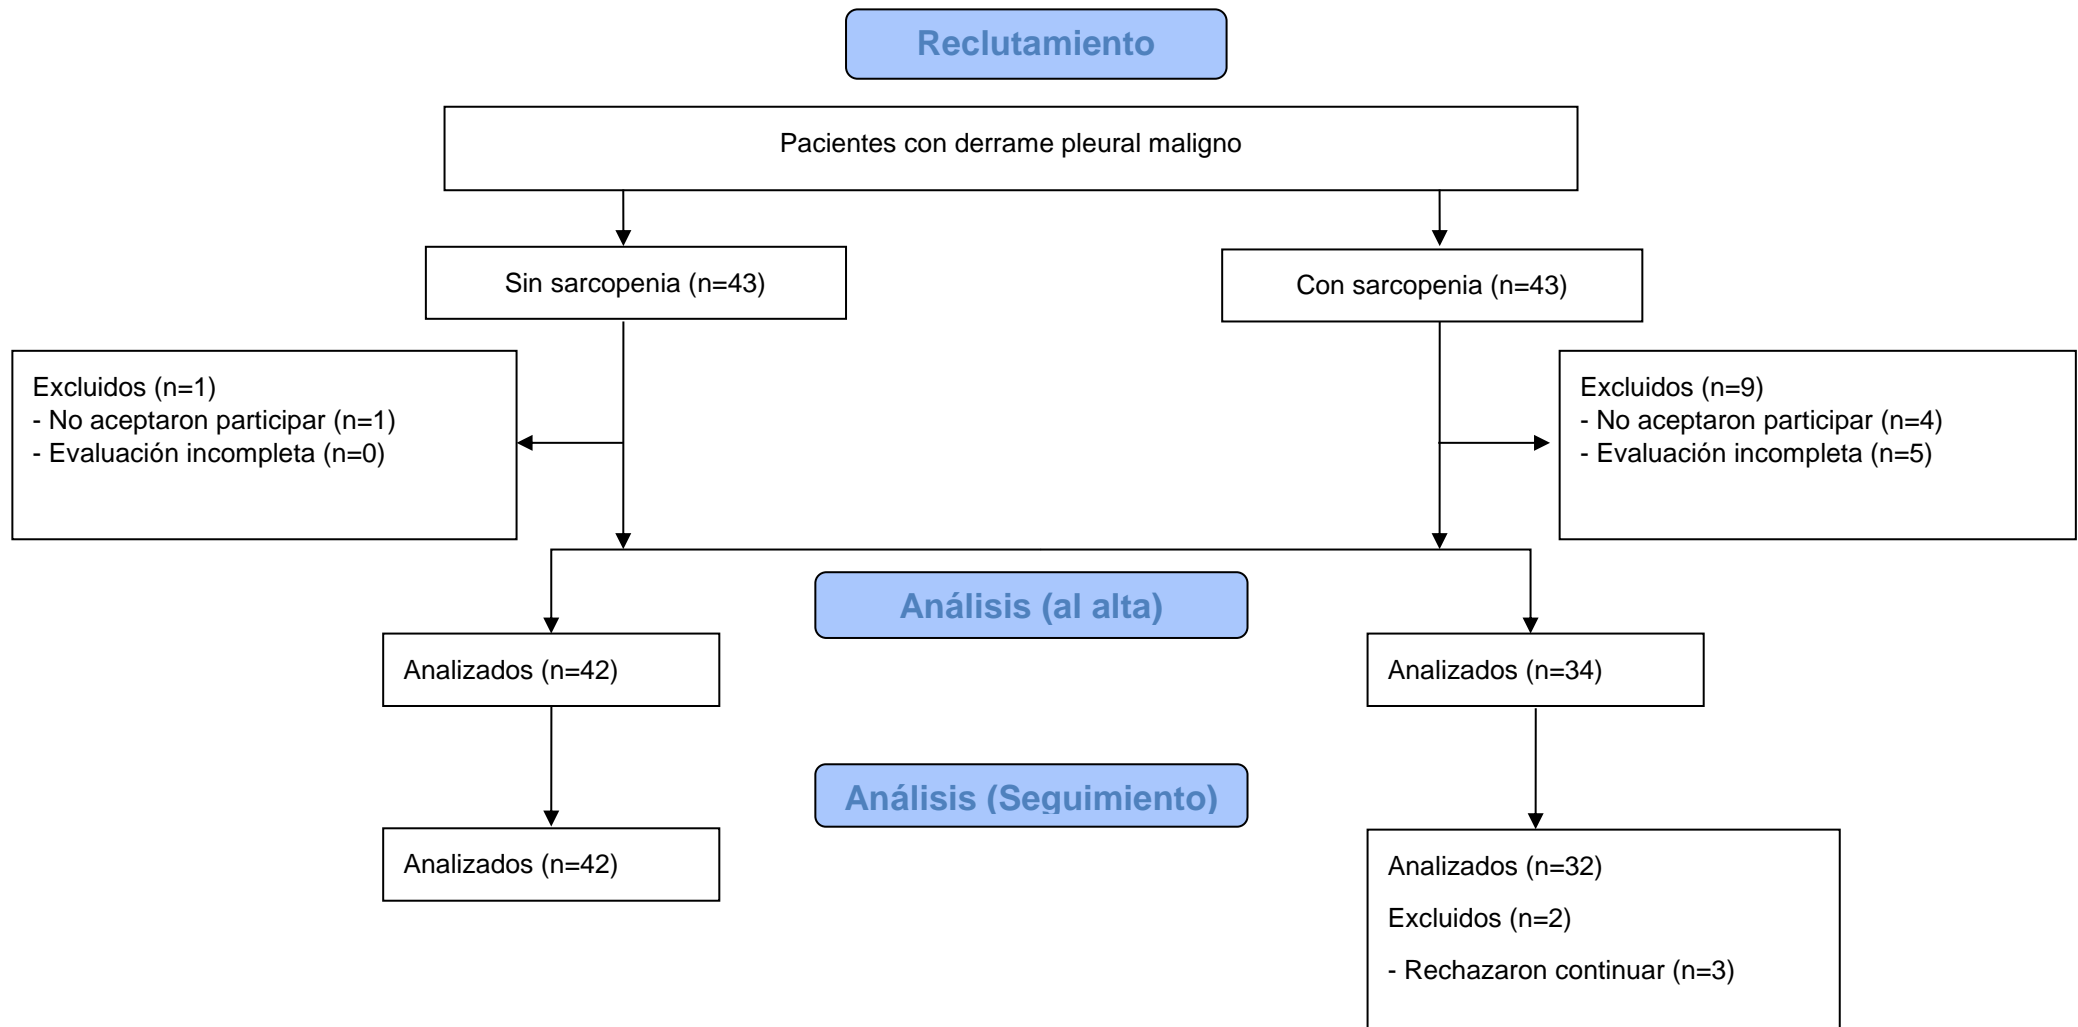 Reclutamiento
Pacientes con derrame pleural maligno
Sin sarcopenia (n=43)
Con sarcopenia (n=43)
Excluidos (n=1)
- No aceptaron participar (n=1)
- Evaluación incompleta (n=0)
Excluidos (n=9)
- No aceptaron participar (n=4)
- Evaluación incompleta (n=5)
Análisis (al alta)
Analizados (n=42)
Analizados (n=34)
Análisis (Seguimiento)
Analizados (n=42)
Analizados (n=32)
Excluidos (n=2)
- Rechazaron continuar (n=3)